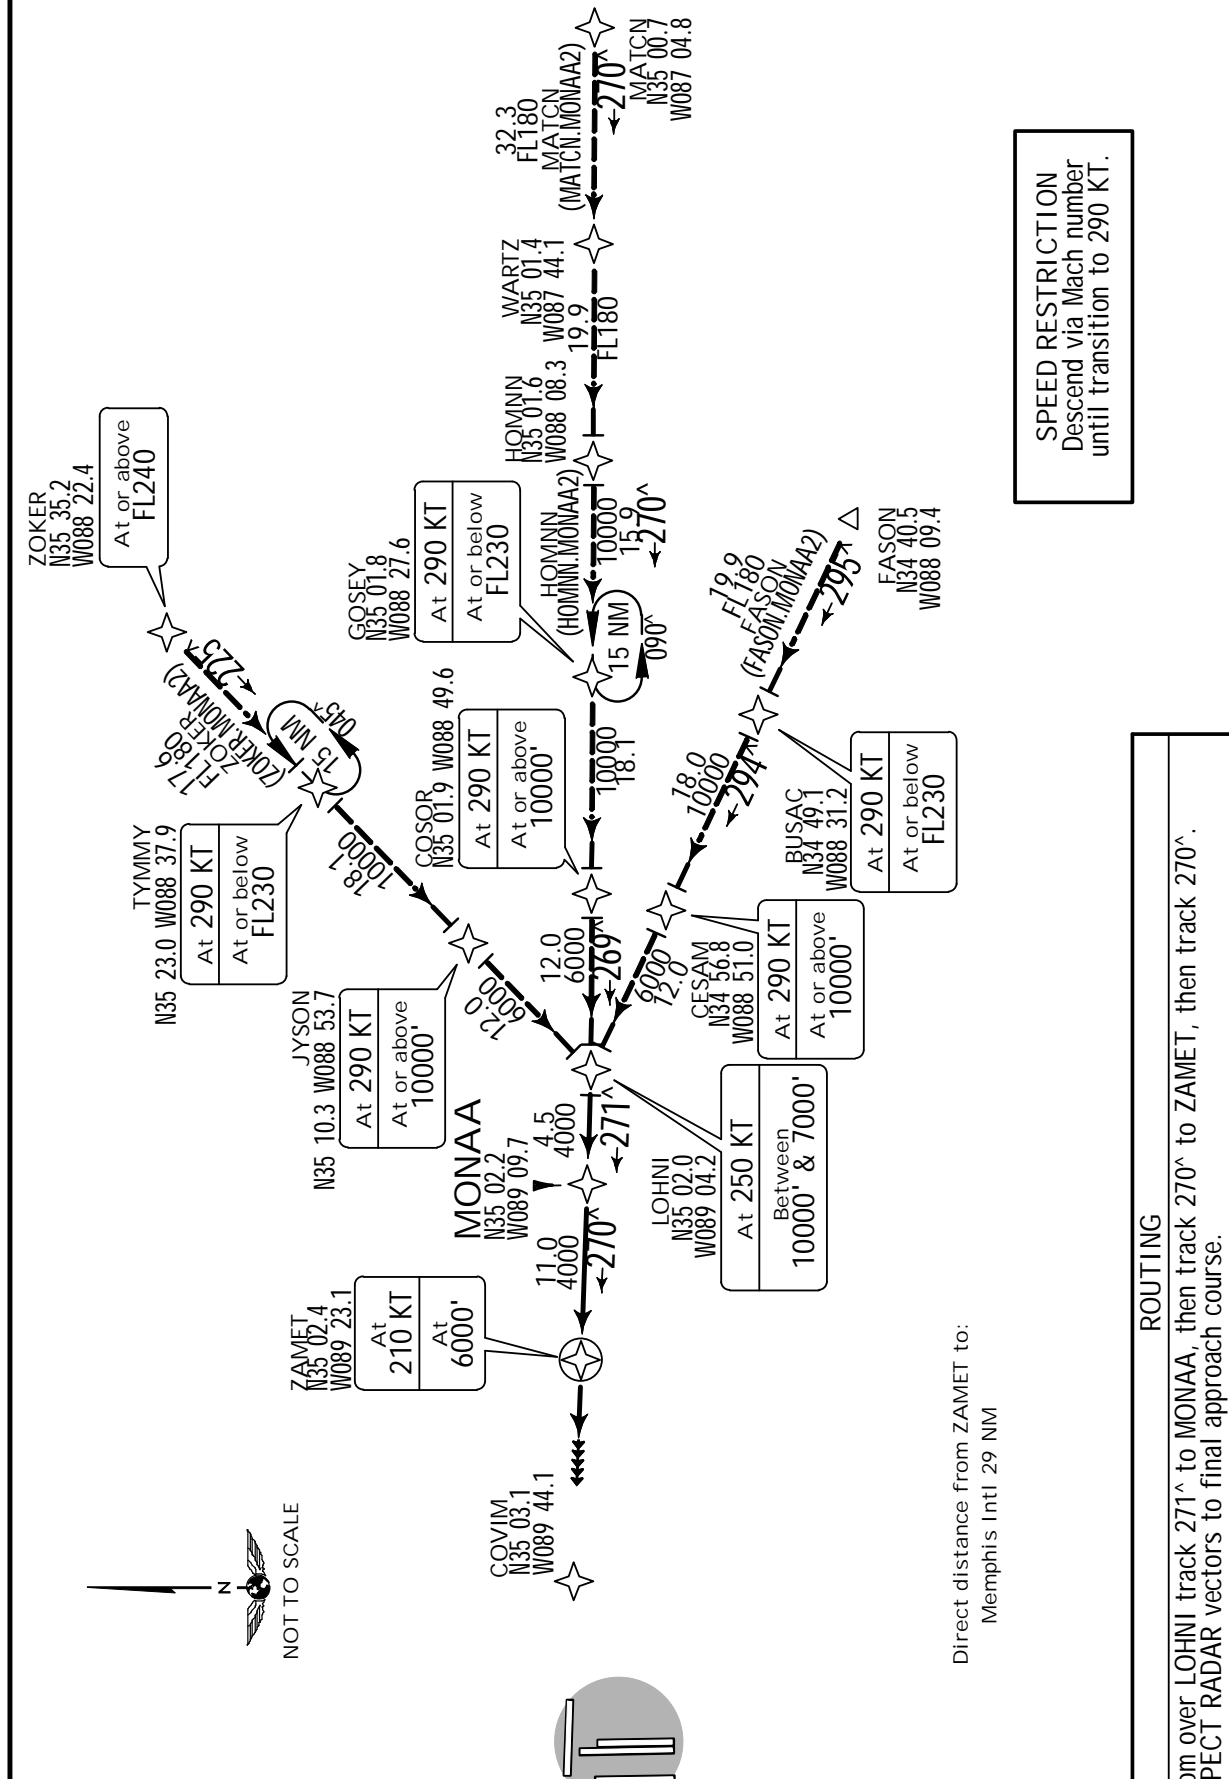 ZOKER
N35 35.2
W088 22.4
At or above
FL240
225^
17.6
FL180
ZOKER
(ZOKER.MONAA2)
15 NM
045^
TYMMY
N35 23.0 W088 37.9
At 290 KT
At or below
FL230
18.1
10000
JYSON
N35 10.3 W088 53.7
At 290 KT
At or above
10000'
12.0
6000
32.3
FL180
MATCN
(MATCN.MONAA2)
270^
MATCN
N35 00.7
W087 04.8
WARTZ
N35 01.4
W087 44.1
19.9
FL180
HOMNN
N35 01.6
W088 08.3
HOMNN
(HOMNN.MONAA2)
10000
15.9
270^
GOSEY
N35 01.8
W088 27.6
At 290 KT
At or below
FL230
15 NM
090^
10000
18.1
COSOR
N35 01.9 W088 49.6
At 290 KT
At or above
10000'
12.0
6000
269^
FASON
N34 40.5
W088 09.4
295^
19.9
FL180
FASON
(FASON.MONAA2)
BUSAC
N34 49.1
W088 31.2
At 290 KT
At or below
FL230
18.0
10000
294^
CESAM
N34 56.8
W088 51.0
At 290 KT
At or above
10000'
6000
12.0
LOHNI
N35 02.0
W089 04.2
At 250 KT
Between
10000' & 7000'
4.5
4000
271^
MONAA
N35 02.2
W089 09.7
11.0
4000
270^
ZAMET
N35 02.4
W089 23.1
At
210 KT
At
6000'
COVIM
N35 03.1
W089 44.1
N
NOT TO SCALE
Direct distance from ZAMET to:
Memphis Intl 29 NM
SPEED RESTRICTION
Descend via Mach number
until transition to 290 KT.
ROUTING
om over LOHNI track 271^ to MONAA, then track 270^ to ZAMET, then track 270^.
PECT RADAR vectors to final approach course.